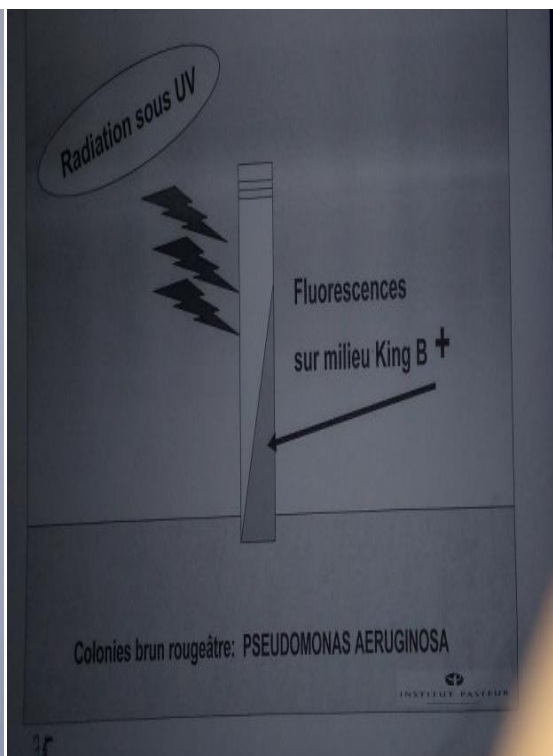 Radiation sous UV
Fluorescences
sur milieu King B +
Colonies brun rougeâtre: PSEUDOMONAS AERUGINOSA
INSTITUT PASTEUR